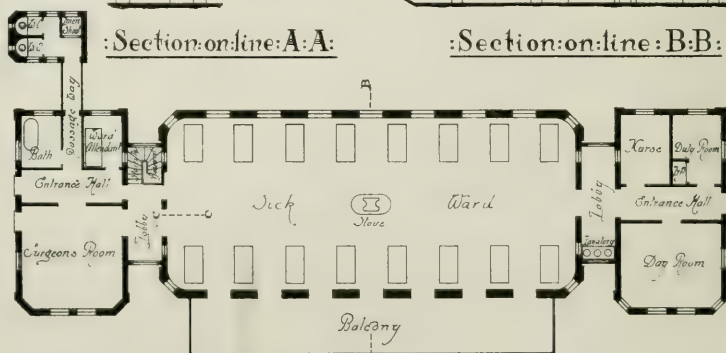 :Section:on:line:A:A:
:Section:on:line:B:B:
W.C.
W.C.
Passage Way
Bath
Ward
Attendant
Entrance Hall
Surgeons Room
Lobby
C
Sick Ward
Stove
B
Balcony
Lobby
Lavatory
Nurse
Duty Room
Entrance Hall
Day Room